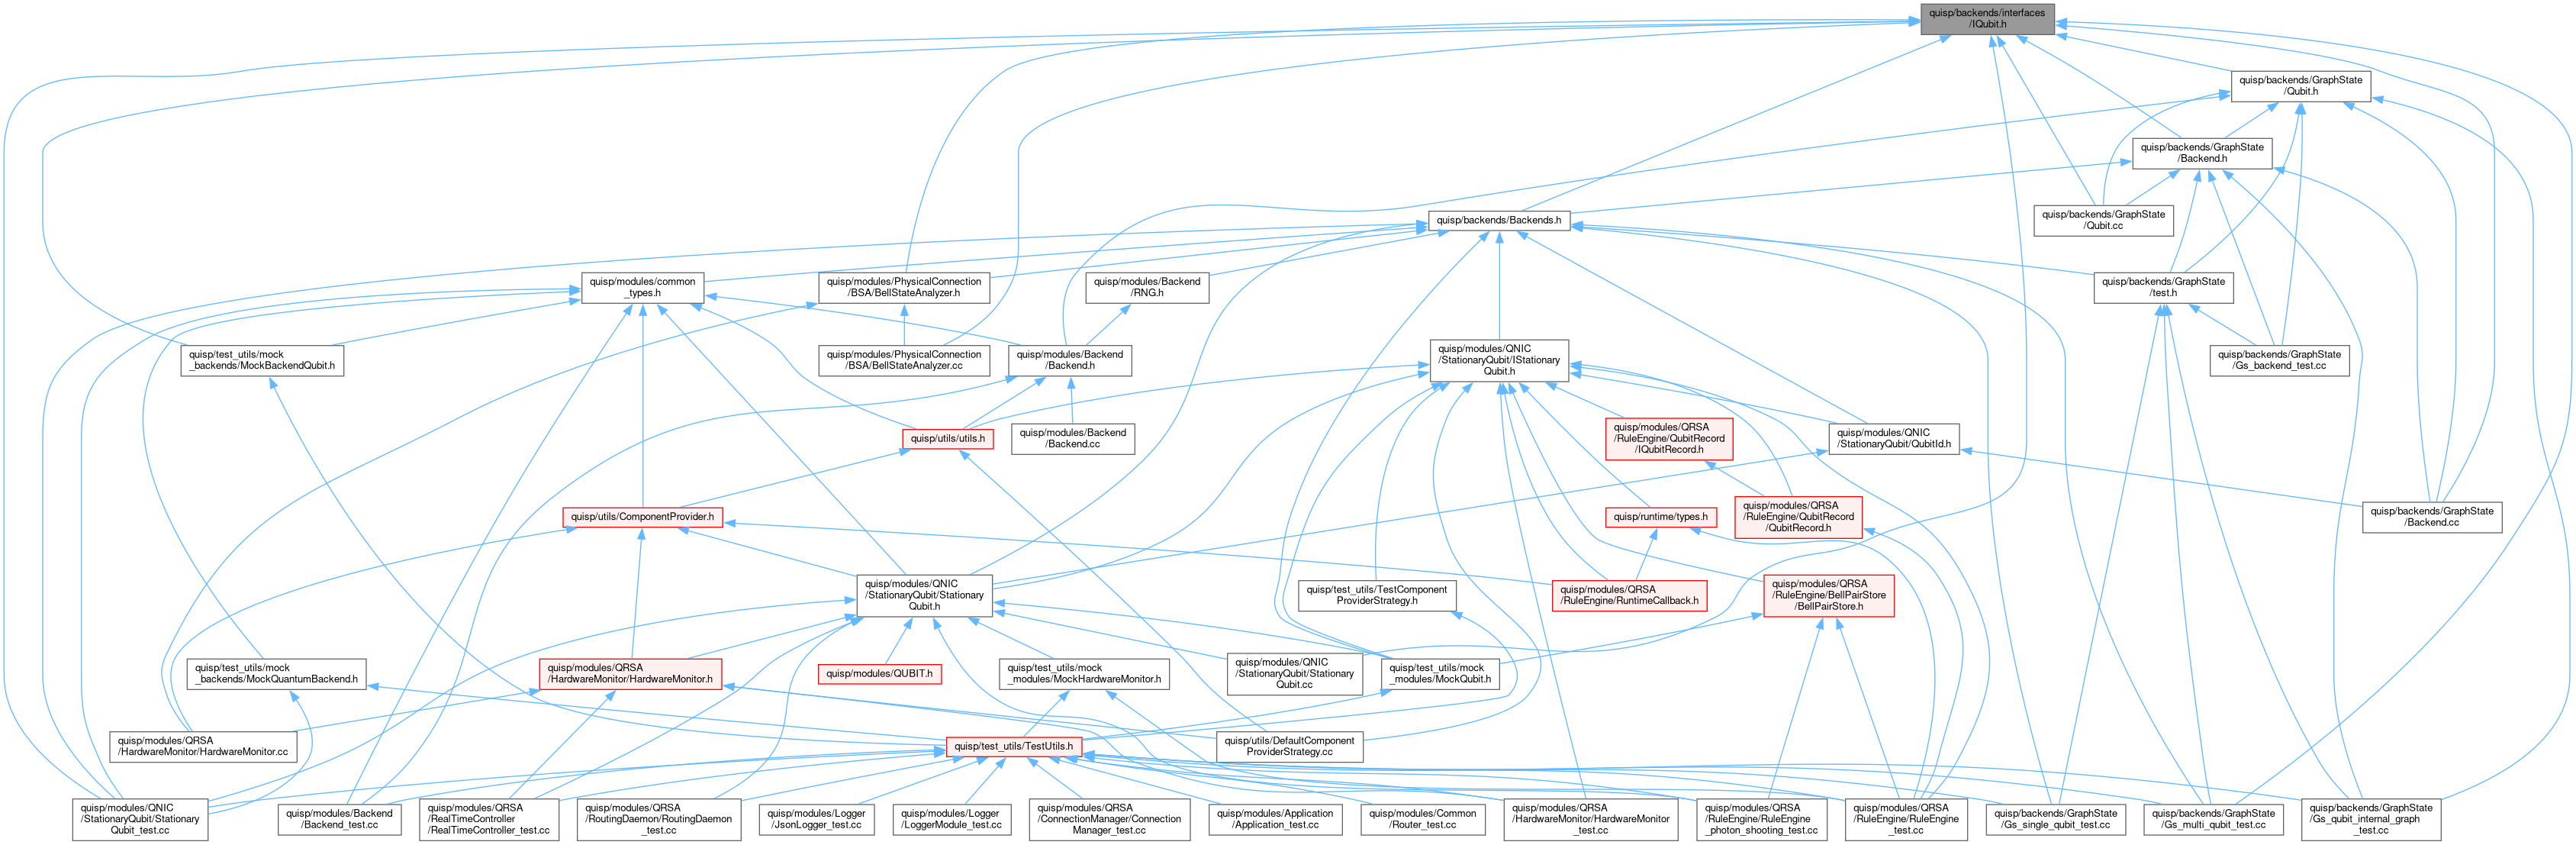 quisp/backends/interfaces
/IQubit.h
quisp/backends/GraphState
/Qubit.h
quisp/backends/GraphState
/Backend.h
quisp/backends/Backends.h
quisp/backends/GraphState
/Qubit.cc
quisp/modules/common
_types.h
quisp/modules/PhysicalConnection
/BSA/BellStateAnalyzer.h
quisp/modules/Backend
/RNG.h
quisp/backends/GraphState
/test.h
quisp/test_utils/mock
_backends/MockBackendQubit.h
quisp/modules/PhysicalConnection
/BSA/BellStateAnalyzer.cc
quisp/modules/Backend
/Backend.h
quisp/modules/QNIC
/StationaryQubit/IStationary
Qubit.h
quisp/backends/GraphState
/Gs_backend_test.cc
quisp/utils/utils.h
quisp/modules/Backend
/Backend.cc
quisp/modules/QRSA
/RuleEngine/QubitRecord
/IQubitRecord.h
quisp/modules/QNIC
/StationaryQubit/QubitId.h
quisp/utils/ComponentProvider.h
quisp/runtime/types.h
quisp/modules/QRSA
/RuleEngine/QubitRecord
/QubitRecord.h
quisp/backends/GraphState
/Backend.cc
quisp/modules/QNIC
/StationaryQubit/Stationary
Qubit.h
quisp/test_utils/TestComponent
ProviderStrategy.h
quisp/modules/QRSA
/RuleEngine/RuntimeCallback.h
quisp/modules/QRSA
/RuleEngine/BellPairStore
/BellPairStore.h
quisp/test_utils/mock
_backends/MockQuantumBackend.h
quisp/modules/QRSA
/HardwareMonitor/HardwareMonitor.h
quisp/modules/QUBIT.h
quisp/test_utils/mock
_modules/MockHardwareMonitor.h
quisp/modules/QNIC
/StationaryQubit/Stationary
Qubit.cc
quisp/test_utils/mock
_modules/MockQubit.h
quisp/modules/QRSA
/HardwareMonitor/HardwareMonitor.cc
quisp/test_utils/TestUtils.h
quisp/utils/DefaultComponent
ProviderStrategy.cc
quisp/modules/QNIC
/StationaryQubit/Stationary
Qubit_test.cc
quisp/modules/Backend
/Backend_test.cc
quisp/modules/QRSA
/RealTimeController
/RealTimeController_test.cc
quisp/modules/QRSA
/RoutingDaemon/RoutingDaemon
_test.cc
quisp/modules/Logger
/JsonLogger_test.cc
quisp/modules/Logger
/LoggerModule_test.cc
quisp/modules/QRSA
/ConnectionManager/Connection
Manager_test.cc
quisp/modules/Application
/Application_test.cc
quisp/modules/Common
/Router_test.cc
quisp/modules/QRSA
/HardwareMonitor/HardwareMonitor
_test.cc
quisp/modules/QRSA
/RuleEngine/RuleEngine
_photon_shooting_test.cc
quisp/modules/QRSA
/RuleEngine/RuleEngine
_test.cc
quisp/backends/GraphState
/Gs_single_qubit_test.cc
quisp/backends/GraphState
/Gs_multi_qubit_test.cc
quisp/backends/GraphState
/Gs_qubit_internal_graph
_test.cc